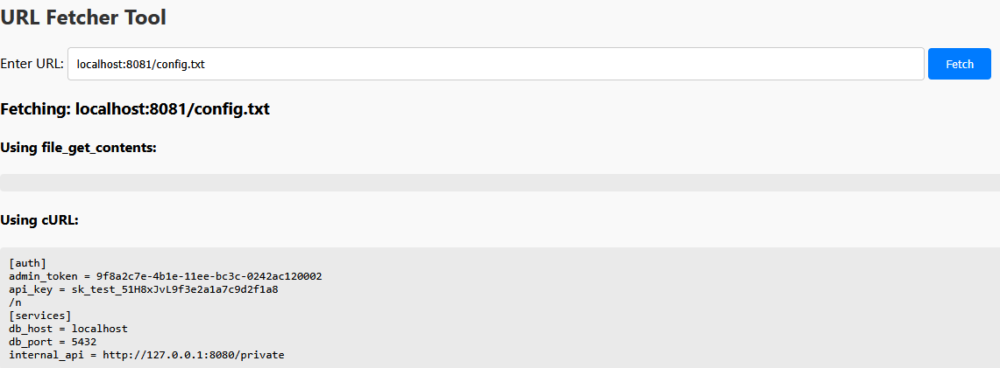 URL Fetcher Tool
Enter URL: localhost:8081/config.txt Fetch
Fetching: localhost:8081/config.txt
Using file_get_contents:
Using cURL:
[auth]
admin_token = 9f8a2c7e-4b1e-11ee-bc3c-0242ac120002
api_key = sk_test_51H8xJvL9f3e2a1a7c9d2f1a8
/n
[services]
db_host = localhost
db_port = 5432
internal_api = http://127.0.0.1:8080/private